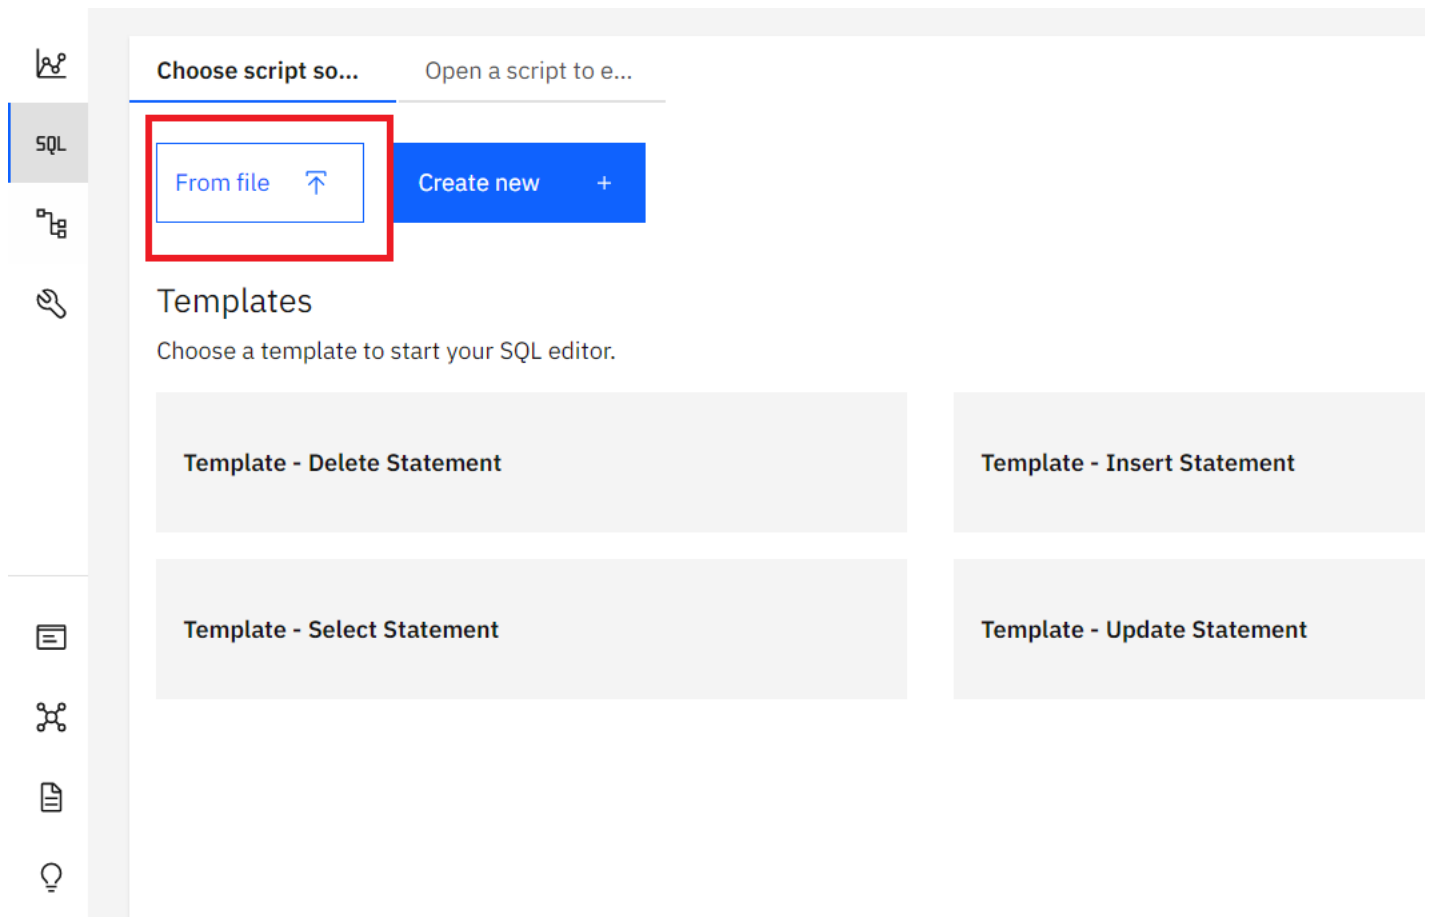 Choose script so...
Open a script to e...
SQL
From file
Create new +
Templates
Choose a template to start your SQL editor.
Template - Delete Statement
Template - Insert Statement
Template - Select Statement
Template - Update Statement